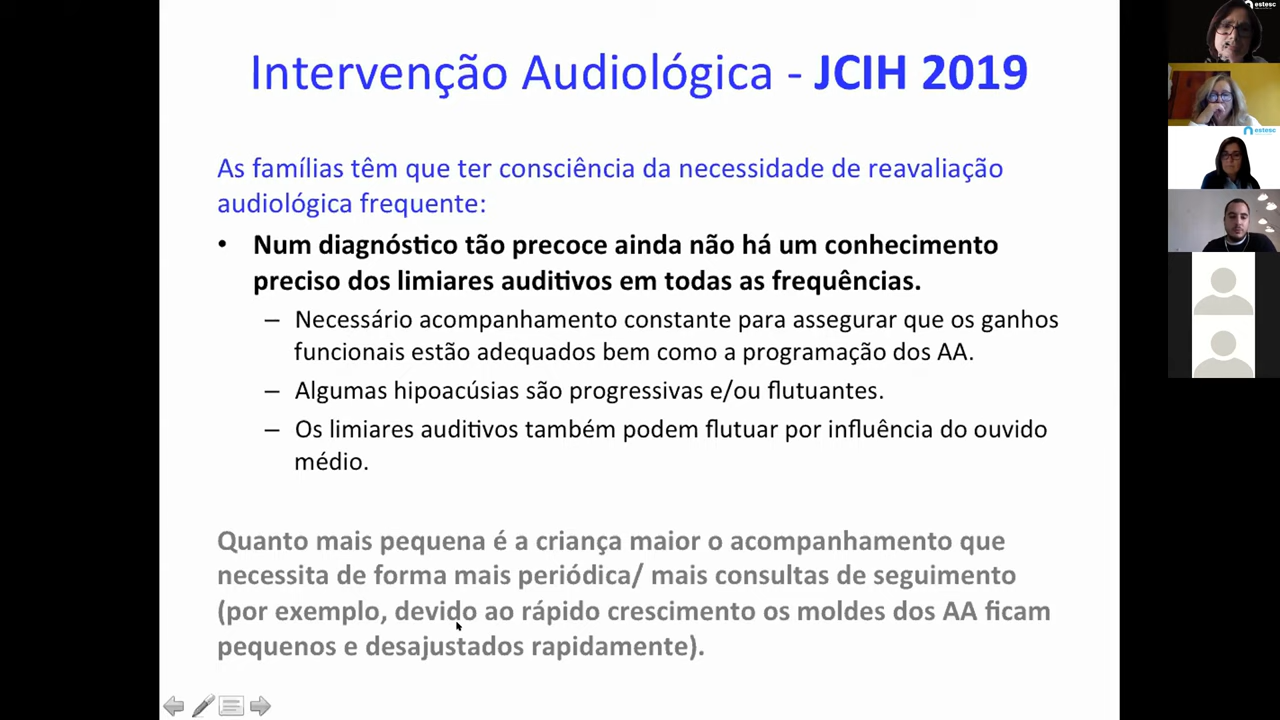 Intervenção Audiológica - JCIH 2019
As famílias têm que ter consciência da necessidade de reavaliação
audiológica frequente:
• Num diagnóstico tão precoce ainda não há um conhecimento
preciso dos limiares auditivos em todas as frequências.
– Necessário acompanhamento constante para assegurar que os ganhos
funcionais estão adequados bem como a programação dos AA.
– Algumas hipoacúsias são progressivas e/ou flutuantes.
– Os limiares auditivos também podem flutuar por influência do ouvido
médio.
Quanto mais pequena é a criança maior o acompanhamento que
necessita de forma mais periódica/ mais consultas de seguimento
(por exemplo, devido ao rápido crescimento os moldes dos AA ficam
pequenos e desajustados rapidamente).
estesc
estesc